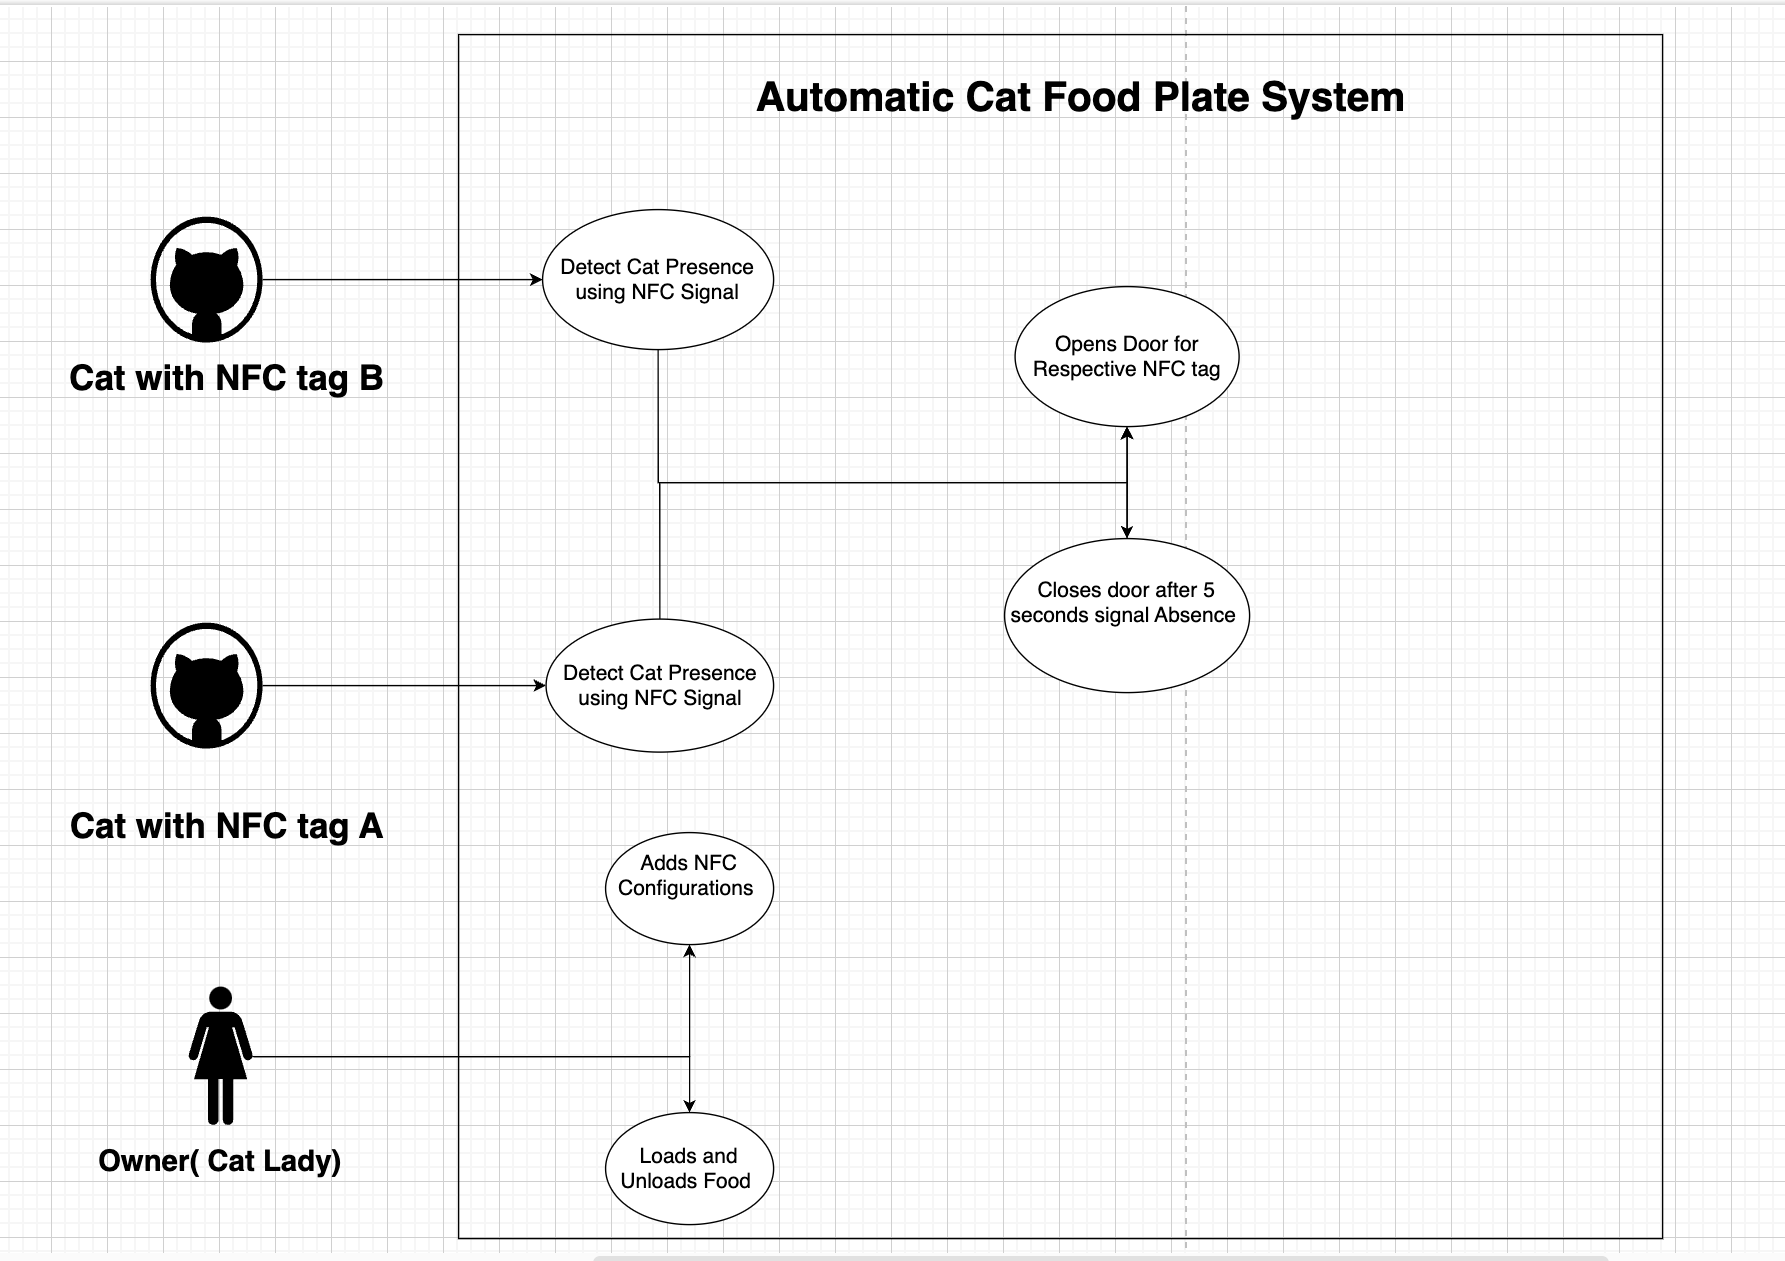 Automatic Cat Food Plate System
Detect Cat Presence
using NFC Signal
Cat with NFC tag B
Opens Door for
Respective NFC tag
Closes door after 5
seconds signal Absence
Detect Cat Presence
using NFC Signal
Cat with NFC tag A
Adds NFC
Configurations
Owner( Cat Lady)
Loads and
Unloads Food